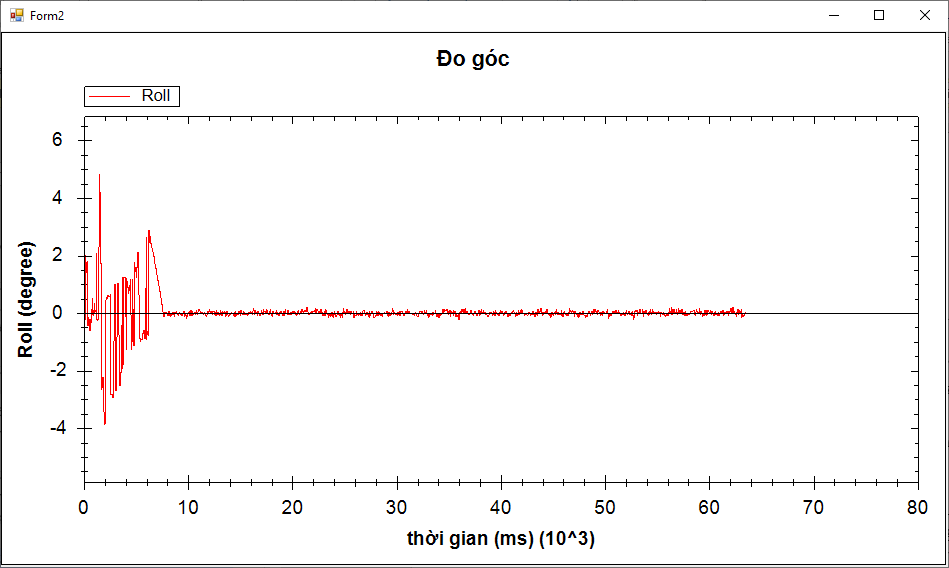 Form2
Đo góc
Roll
6
4
2
0
-2
-4
Roll (degree)
0 10 20 30 40 50 60 70 80
thời gian (ms) (10^3)